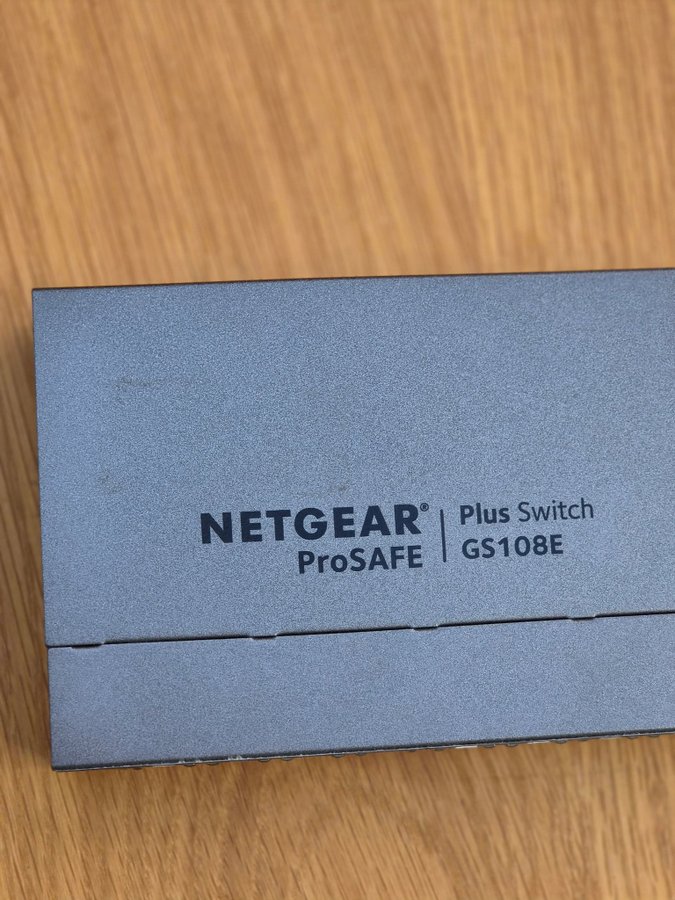 NETGEAR®
ProSAFE
Plus Switch
GS108E